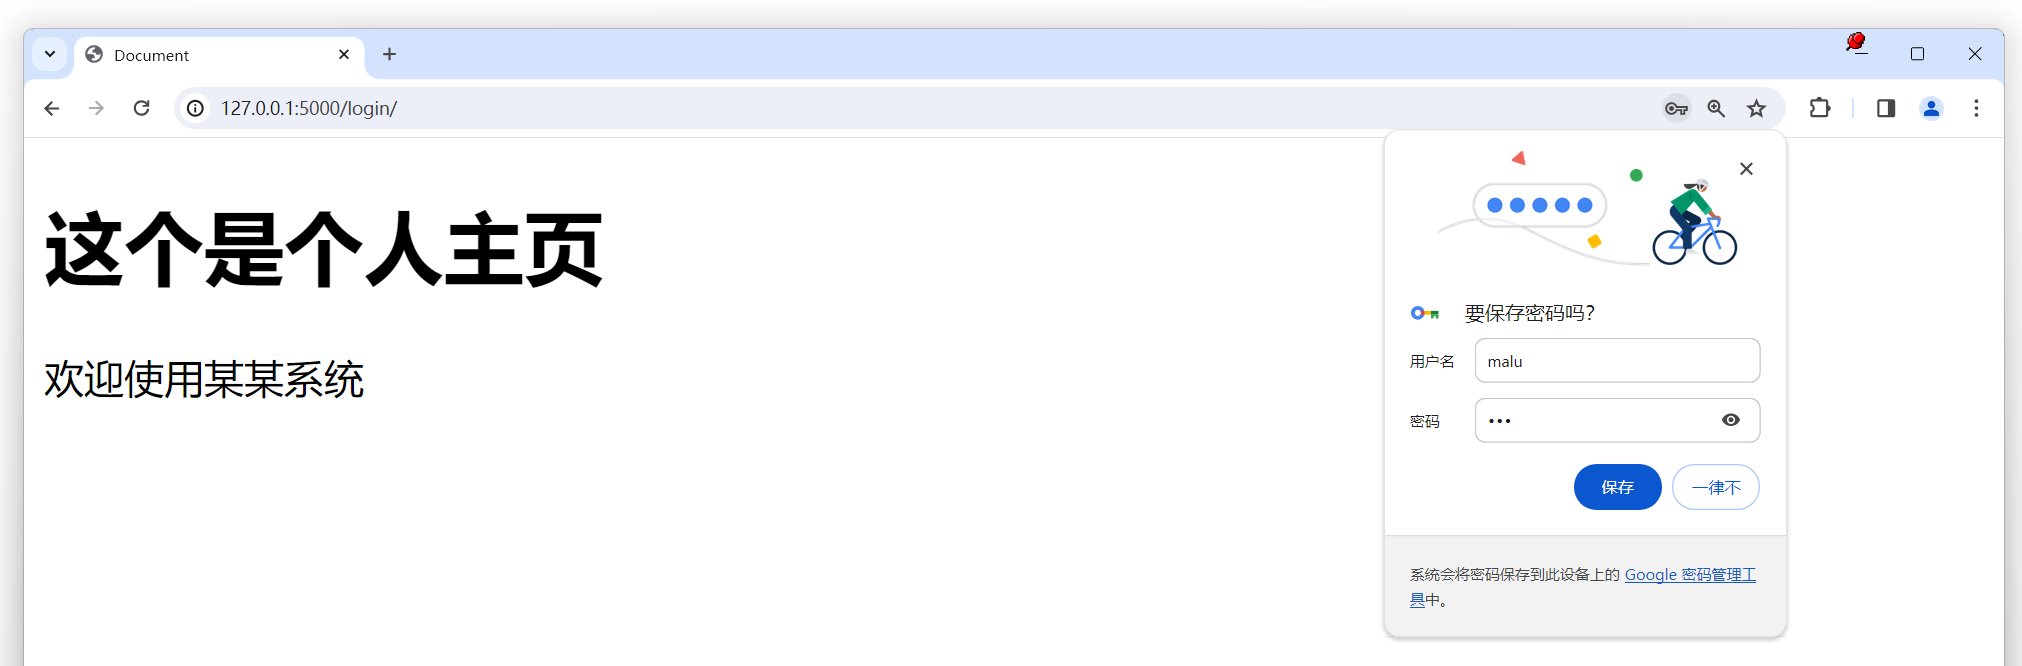 Document
127.0.0.1:5000/login/
这个是个人主页
欢迎使用某某系统
要保存密码吗?
用户名 malu
密码 •••
保存 一律不
系统会将密码保存到此设备上的 Google 密码管理工
具中。